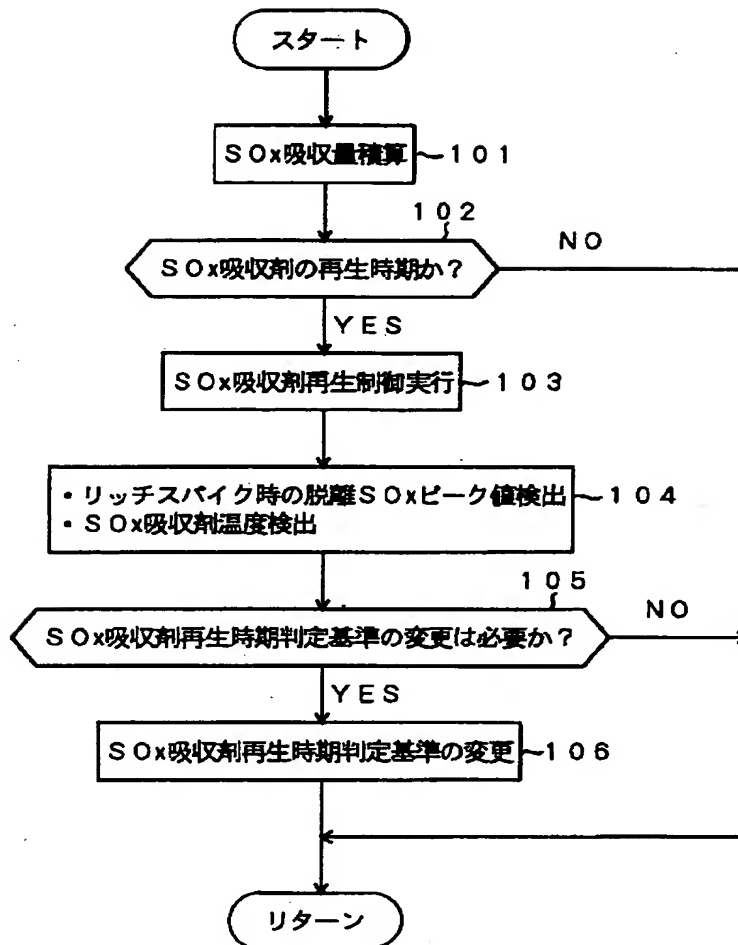 スタート
SOx吸収量積算
101
102
SOx吸収剤の再生時期か？
NO
YES
SOx吸収剤再生制御実行
103
・リッチスパイク時の脱離SOxピーク値検出
・SOx吸収剤温度検出
104
105
SOx吸収剤再生時期判定基準の変更は必要か？
NO
YES
SOx吸収剤再生時期判定基準の変更
106
リターン